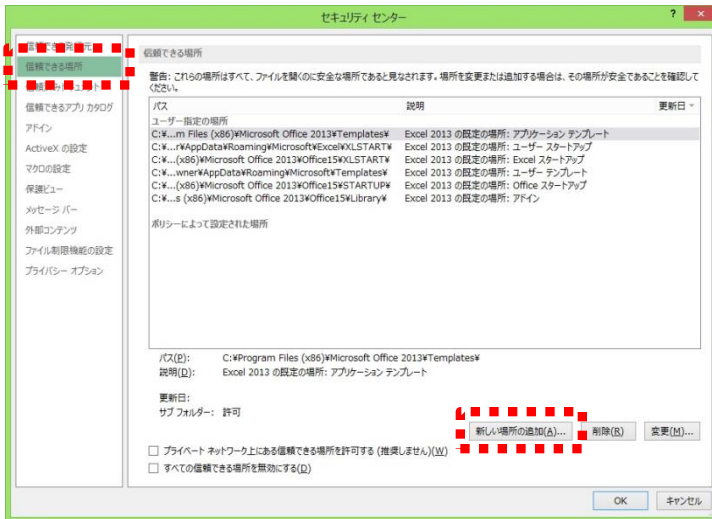 セキュリティ センター
?
信頼できる発行元
信頼できる場所
信頼できるアプリ カタログ
アドイン
ActiveX の設定
マクロの設定
保護ビュー
メッセージ バー
外部コンテンツ
ファイル制限機能の設定
プライバシー オプション
信頼できる場所
警告: これらの場所はすべて、ファイルを開くのに安全な場所であると見なされます。場所を変更または追加する場合は、その場所が安全であることを確認して
ください。
パス 説明 更新日
ユーザー指定の場所
C:¥...m Files (x86)¥Microsoft Office 2013¥Templates¥ Excel 2013 の既定の場所: アプリケーション テンプレート
C:¥...r¥AppData¥Roaming¥Microsoft¥Excel¥XLSTART¥ Excel 2013 の既定の場所: ユーザー スタートアップ
C:¥...(x86)¥Microsoft Office 2013¥Office15¥XLSTART¥ Excel 2013 の既定の場所: Excel スタートアップ
C:¥...wner¥AppData¥Roaming¥Microsoft¥Templates¥ Excel 2013 の既定の場所: ユーザー テンプレート
C:¥...(x86)¥Microsoft Office 2013¥Office15¥STARTUP¥ Excel 2013 の既定の場所: Office スタートアップ
C:¥...s (x86)¥Microsoft Office 2013¥Office15¥Library¥ Excel 2013 の既定の場所: アドイン
ポリシーによって設定された場所
パス(P): C:¥Program Files (x86)¥Microsoft Office 2013¥Templates¥
説明(D): Excel 2013 の既定の場所: アプリケーション テンプレート
更新日:
サブ フォルダー: 許可
新しい場所の追加(A)... 削除(R) 変更(M)...
プライベート ネットワーク上にある信頼できる場所を許可する (推奨しません)(W)
すべての信頼できる場所を無効にする(D)
OK キャンセル